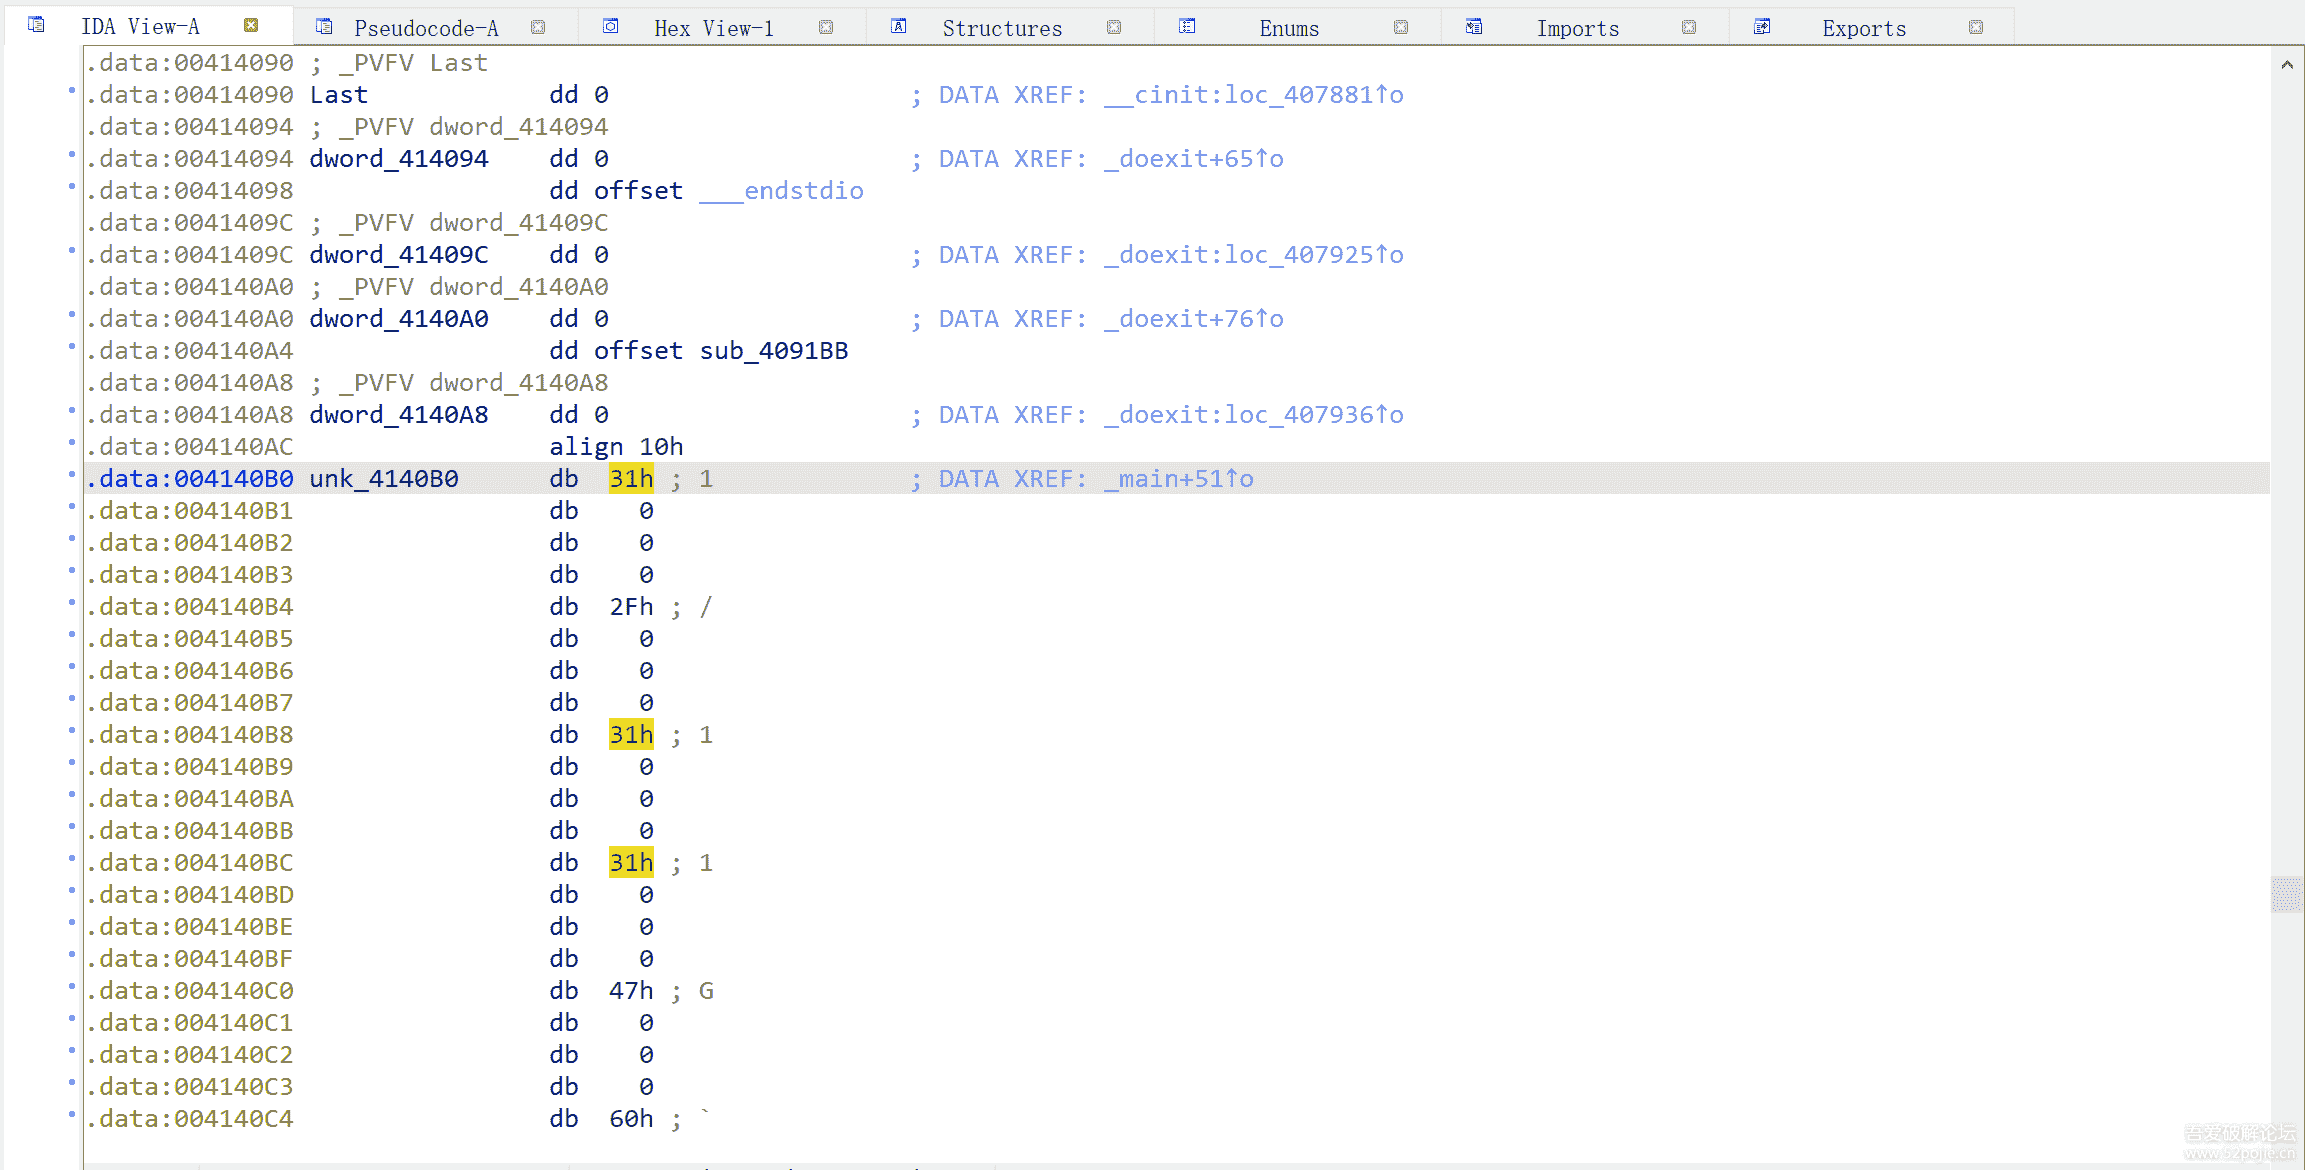 IDA View-A Pseudocode-A Hex View-1 Structures Enums Imports Exports
.data:00414090 ; _PVFV Last
.data:00414090 Last dd 0 ; DATA XREF: __cinit:loc_407881↑o
.data:00414094 ; _PVFV dword_414094
.data:00414094 dword_414094 dd 0 ; DATA XREF: _doexit+65↑o
.data:00414098 dd offset ___endstdio
.data:0041409C ; _PVFV dword_41409C
.data:0041409C dword_41409C dd 0 ; DATA XREF: _doexit:loc_407925↑o
.data:004140A0 ; _PVFV dword_4140A0
.data:004140A0 dword_4140A0 dd 0 ; DATA XREF: _doexit+76↑o
.data:004140A4 dd offset sub_4091BB
.data:004140A8 ; _PVFV dword_4140A8
.data:004140A8 dword_4140A8 dd 0 ; DATA XREF: _doexit:loc_407936↑o
.data:004140AC align 10h
.data:004140B0 unk_4140B0 db 31h ; 1 ; DATA XREF: _main+51↑o
.data:004140B1 db 0
.data:004140B2 db 0
.data:004140B3 db 0
.data:004140B4 db 2Fh ; /
.data:004140B5 db 0
.data:004140B6 db 0
.data:004140B7 db 0
.data:004140B8 db 31h ; 1
.data:004140B9 db 0
.data:004140BA db 0
.data:004140BB db 0
.data:004140BC db 31h ; 1
.data:004140BD db 0
.data:004140BE db 0
.data:004140BF db 0
.data:004140C0 db 47h ; G
.data:004140C1 db 0
.data:004140C2 db 0
.data:004140C3 db 0
.data:004140C4 db 60h ; `
吾爱破解论坛
www.52pojie.cn